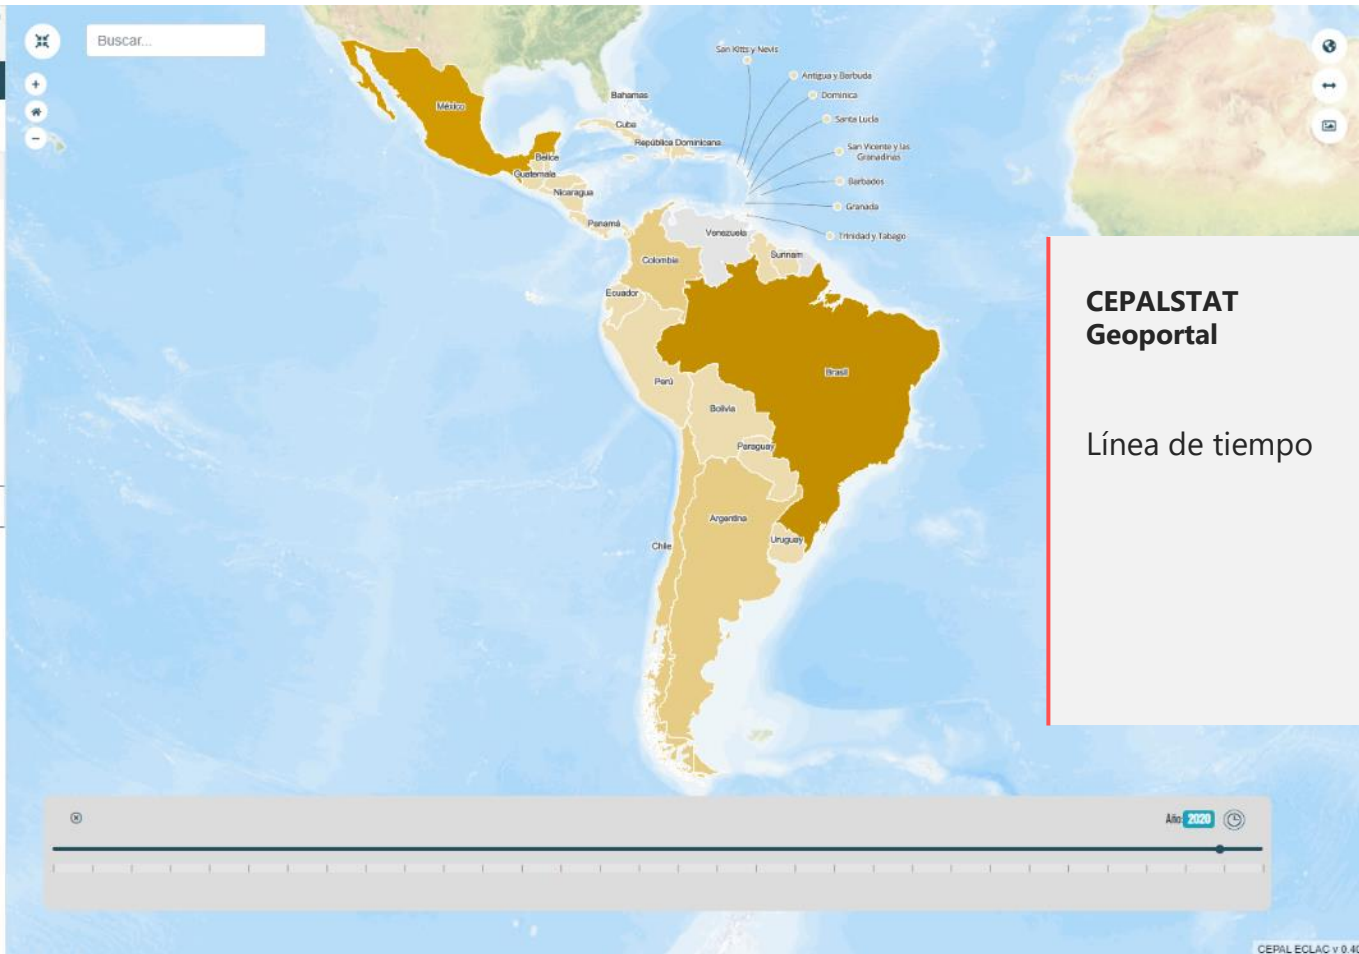 Buscar...
San Kitts y Nevis
Antigua y Barbuda
Dominica
Santa Lucía
San Vicente y las
Granadinas
Barbados
Granada
Trinidad y Tabago
México
Bahamas
Cuba
República Dominicana
Belice
Guatemala
Nicaragua
Panamá
Venezuela
Colombia
Surinam
Ecuador
Brasil
Perú
Bolivia
Paraguay
Argentina
Chile
Uruguay
CEPALSTAT
Geoportal
Línea de tiempo
Año: 2020
CEPAL ECLAC v 0.40